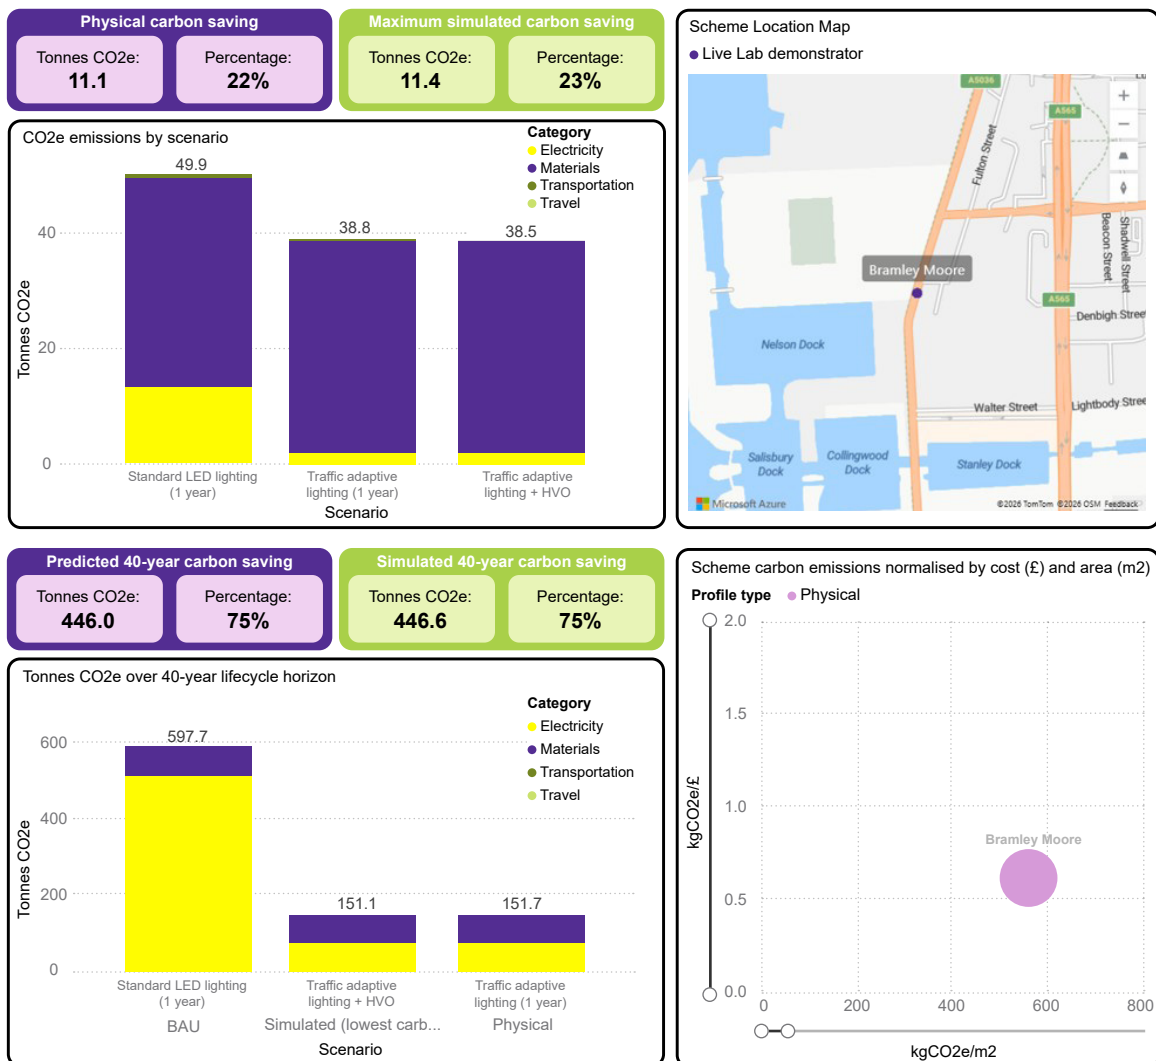 Physical carbon saving
Tonnes CO2e:
11.1
Percentage:
22%
Maximum simulated carbon saving
Tonnes CO2e:
11.4
Percentage:
23%
CO2e emissions by scenario
Category
Electricity
Materials
Transportation
Travel
49.9
38.8
38.5
40
20
0
Tonnes CO2e
Standard LED lighting
(1 year)
Traffic adaptive
lighting (1 year)
Traffic adaptive
lighting + HVO
Scenario
Scheme Location Map
Live Lab demonstrator
A5036
A565
Fulton Street
Beacon Street
Shadwell Street
Bramley Moore
A565
Denbigh Street
Nelson Dock
Walter Street
Lightbody Stree
Salisbury
Dock
Collingwood
Dock
Stanley Dock
Microsoft Azure
©2026 TomTom ©2026 OSM Feedback
Predicted 40-year carbon saving
Tonnes CO2e:
446.0
Percentage:
75%
Simulated 40-year carbon saving
Tonnes CO2e:
446.6
Percentage:
75%
Tonnes CO2e over 40-year lifecycle horizon
Category
Electricity
Materials
Transportation
Travel
597.7
151.1
151.7
600
400
200
0
Tonnes CO2e
Standard LED lighting
(1 year)
BAU
Traffic adaptive
lighting + HVO
Simulated (lowest carb...
Traffic adaptive
lighting (1 year)
Physical
Scenario
Scheme carbon emissions normalised by cost (£) and area (m2)
Profile type
Physical
2.0
1.5
1.0
0.5
0.0
kgCO2e/£
Bramley Moore
0
200
400
600
800
kgCO2e/m2